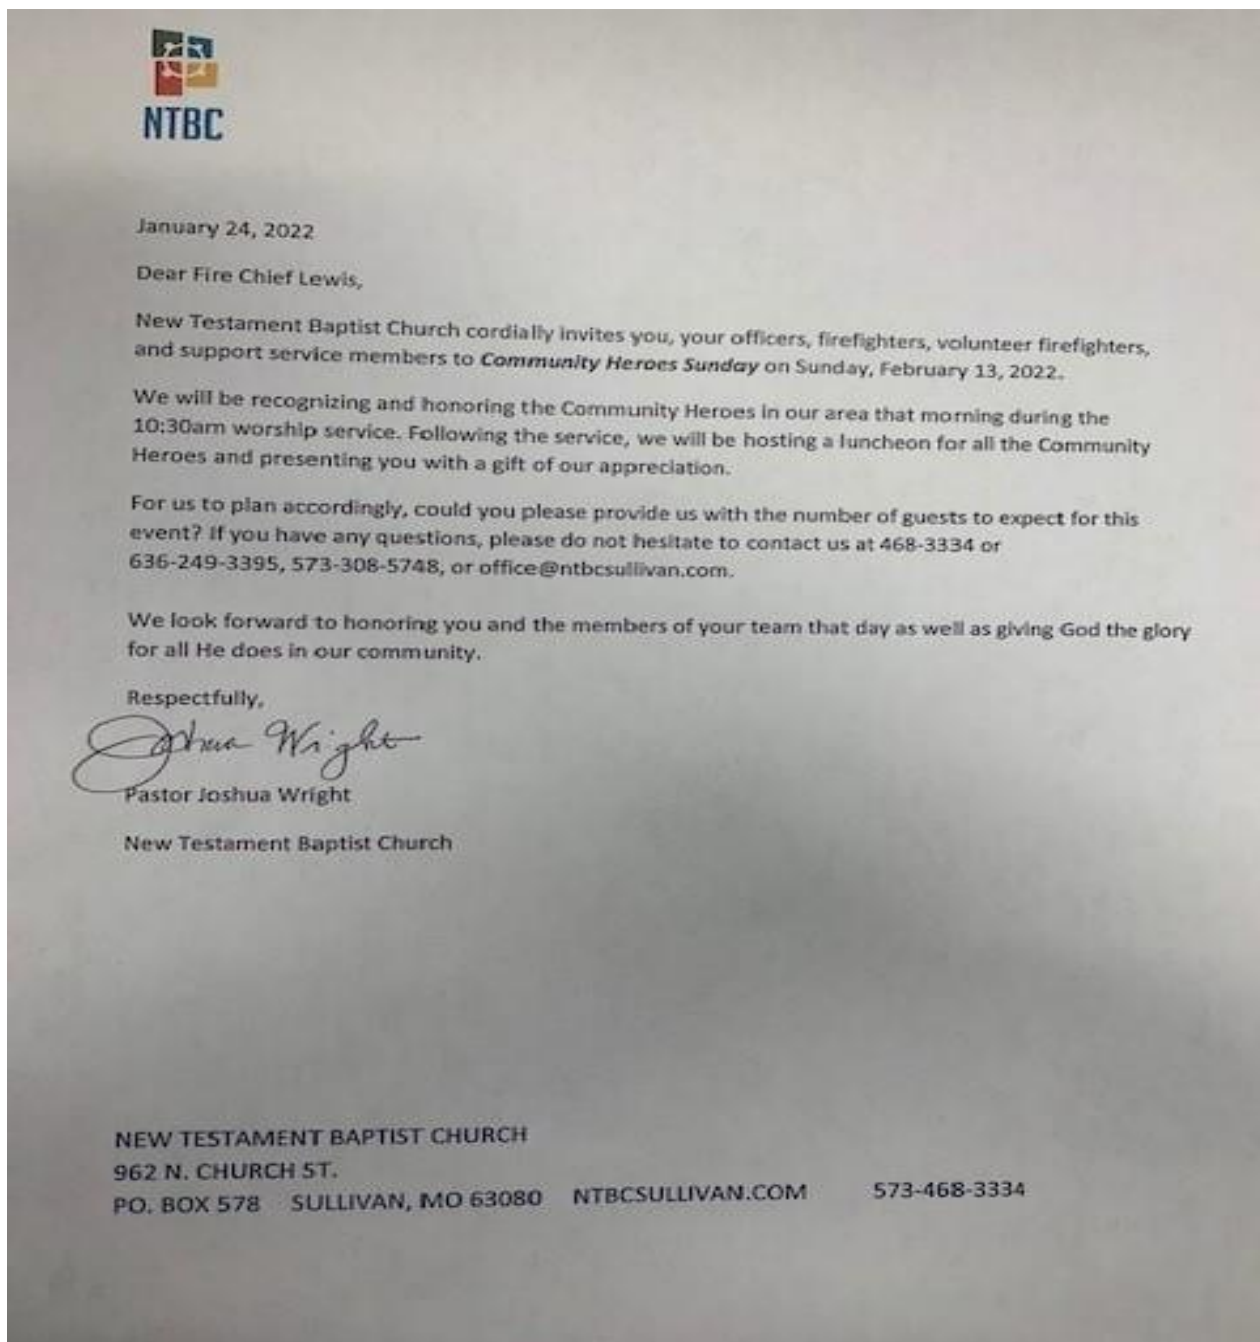 NTBC
January 24, 2022
Dear Fire Chief Lewis,
New Testament Baptist Church cordially invites you, your officers, firefighters, volunteer firefighters,
and support service members to Community Heroes Sunday on Sunday, February 13, 2022.
We will be recognizing and honoring the Community Heroes in our area that morning during the
10:30am worship service. Following the service, we will be hosting a luncheon for all the Community
Heroes and presenting you with a gift of our appreciation.
For us to plan accordingly, could you please provide us with the number of guests to expect for this
event? If you have any questions, please do not hesitate to contact us at 468-3334 or
636-249-3395, 573-308-5748, or office@ntbcsullivan.com.
We look forward to honoring you and the members of your team that day as well as giving God the glory
for all He does in our community.
Respectfully,
Joshua Wright
Pastor Joshua Wright
New Testament Baptist Church
NEW TESTAMENT BAPTIST CHURCH
962 N. CHURCH ST.
PO. BOX 578 SULLIVAN, MO 63080 NTBCSULLIVAN.COM 573-468-3334